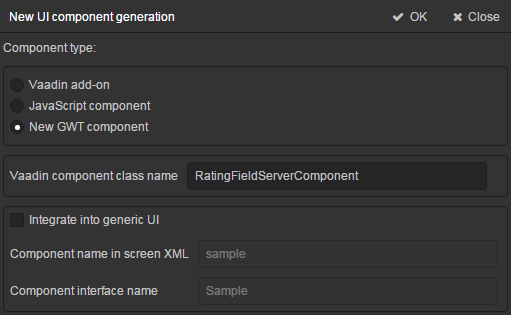 New UI component generation OK Close
Component type:
Vaadin add-on
JavaScript component
New GWT component
Vaadin component class name RatingFieldServerComponent
Integrate into generic UI
Component name in screen XML sample
Component interface name Sample